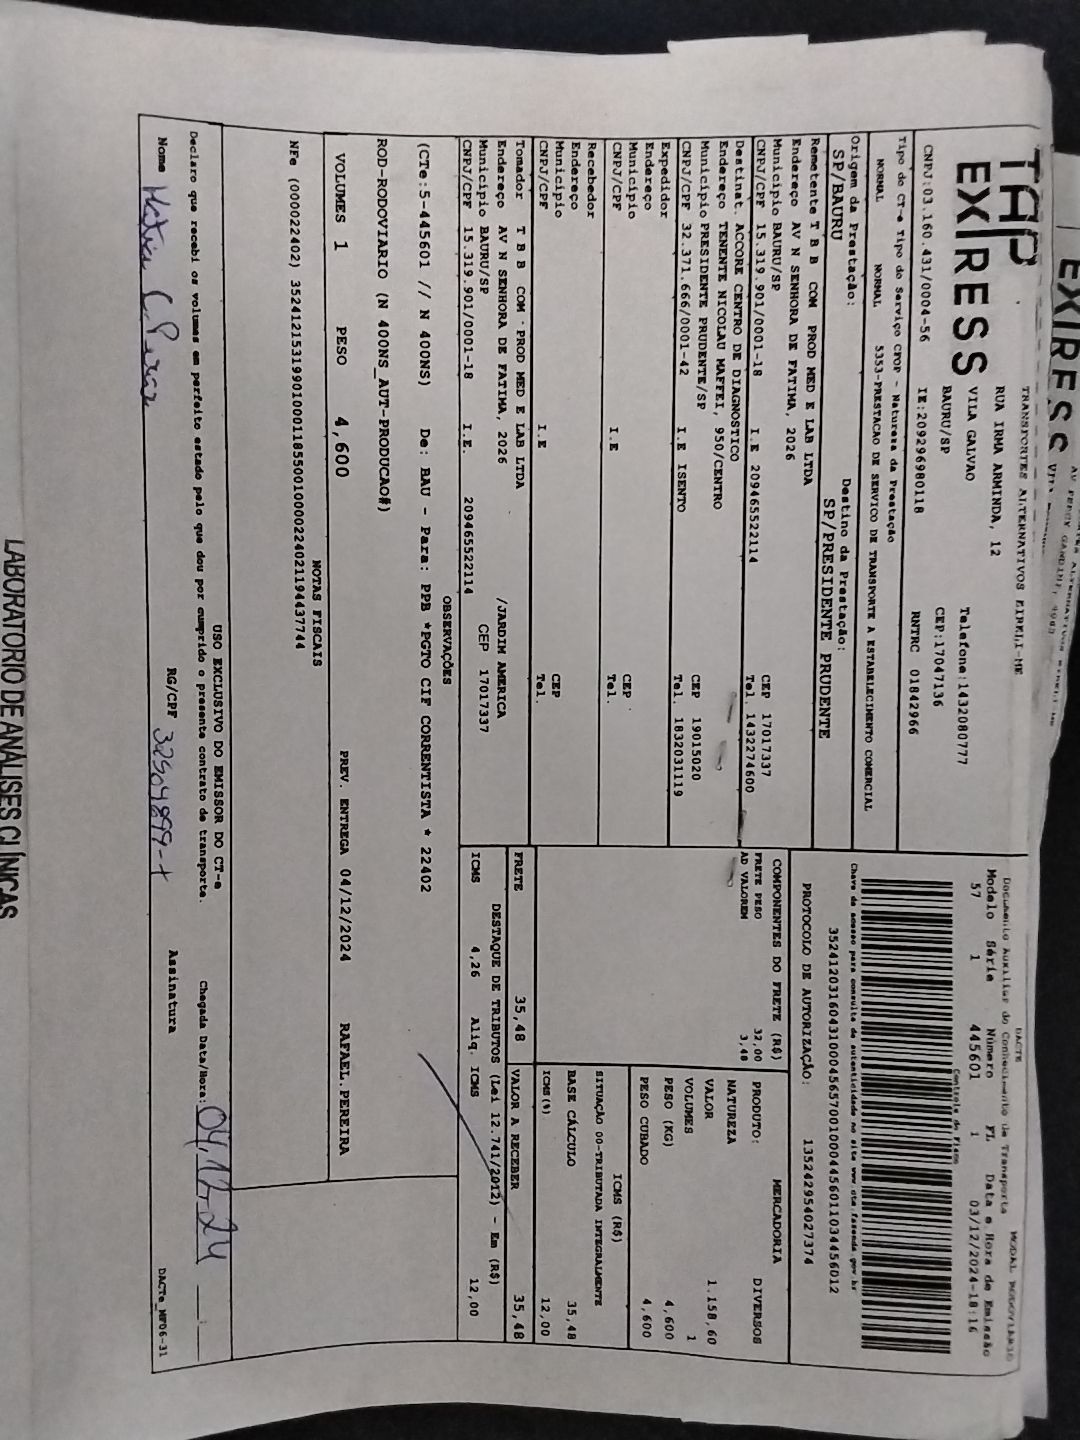 EXPRESS
TAP
EXPRESS
TRANSPORTES ALTERNATIVOS EIRELI-ME
RUA IRMA ARMINDA, 12
VILA GALVAO
Telefone:1432080777
BAURU/SP
CEP:17047136
CNPJ:03.160.431/0004-56
IE:209296980118
RNTRC 01842966
DACTE
MODAL RODOVIARIO
Documento Auxiliar do Conhecimento de Transporte
Modelo Série Número FL Data e Hora de Emissão
57 1 445601 1 03/12/2024-18:16
Controle do Fisco
Chave de acesso para consulta de autenticidade no site www.cte.fazenda.gov.br
35241203160431000456570010004456011034456012
PROTOCOLO DE AUTORIZAÇÃO: 135242954027374
Tipo do CT-e Tipo do Serviço CFOP - Natureza da Prestação
NORMAL NORMAL 5353-PRESTACAO DE SERVICO DE TRANSPORTE A ESTABELECIMENTO COMERCIAL
Origem da Prestação: Destino da Prestação:
SP/BAURU SP/PRESIDENTE PRUDENTE
Remetente T B B COM PROD MED E LAB LTDA
Endereço AV N SENHORA DE FATIMA, 2026
Município BAURU/SP CEP 17017337
CNPJ/CPF 15.319.901/0001-18 I.E 209465522114 Tel. 1432274600
Destinat. ACCORE CENTRO DE DIAGNOSTICO
Endereço TENENTE NICOLAU MAFFEI, 950/CENTRO
Município PRESIDENTE PRUDENTE/SP CEP 19015020
CNPJ/CPF 32.371.666/0001-42 I.E ISENTO Tel. 1832031119
Expedidor
Endereço
Município CEP
CNPJ/CPF I.E Tel.
Recebedor
Endereço
Município CEP
CNPJ/CPF I.E Tel.
Tomador T B B COM PROD MED E LAB LTDA
Endereço AV N SENHORA DE FATIMA, 2026 /JARDIM AMERICA
Município BAURU/SP CEP 17017337
CNPJ/CPF 15.319.901/0001-18 I.E. 209465522114
COMPONENTES DO FRETE (R$)
FRETE PESO 32,00
AD VALOREM 3,48
MERCADORIA
PRODUTO: DIVERSOS
NATUREZA
VALOR 1.158,60
VOLUMES 1
PESO (KG) 4,600
PESO CUBADO 4,600
ICMS (R$)
SITUAÇÃO 00-TRIBUTADA INTEGRALMENTE
BASE CÁLCULO 35,48
ICMS(%) 12,00
FRETE 35,48 VALOR A RECEBER 35,48
DESTAQUE DE TRIBUTOS (Lei 12.741/2012) - Em (R$)
ICMS 4,26 Aliq. ICMS 12,00
OBSERVAÇÕES
(CTe:5-445601 // N 400NS) De: BAU - Para: PPB *PGTO CIF CORRENTISTA * 22402
ROD-RODOVIARIO (N 400NS_AUT-PRODUCAO#)
VOLUMES 1 PESO 4,600 PREV. ENTREGA 04/12/2024 RAFAEL.PEREIRA
NOTAS FISCAIS
NFe (000022402) 35241215319901000118550010000224021194437744
USO EXCLUSIVO DO EMISSOR DO CT-e
Declaro que recebi os volumes em perfeito estado pelo que dou por cumprido o presente contrato de transporte. Chegada Data/Hora: 04,12,24
Nome RG/CPF Assinatura
DACTe_MF06-31
LABORATÓRIO DE ANÁLISES CLÍNICAS